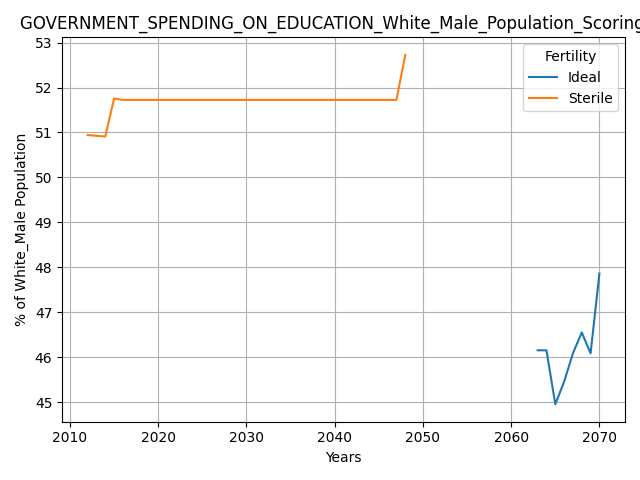 GOVERNMENT_SPENDING_ON_EDUCATION_White_Male_Population_Scoring
53
52
51
50
49
48
47
46
45
% of White_Male Population
Fertility
Ideal
Sterile
2010 2020 2030 2040 2050 2060 2070
Years